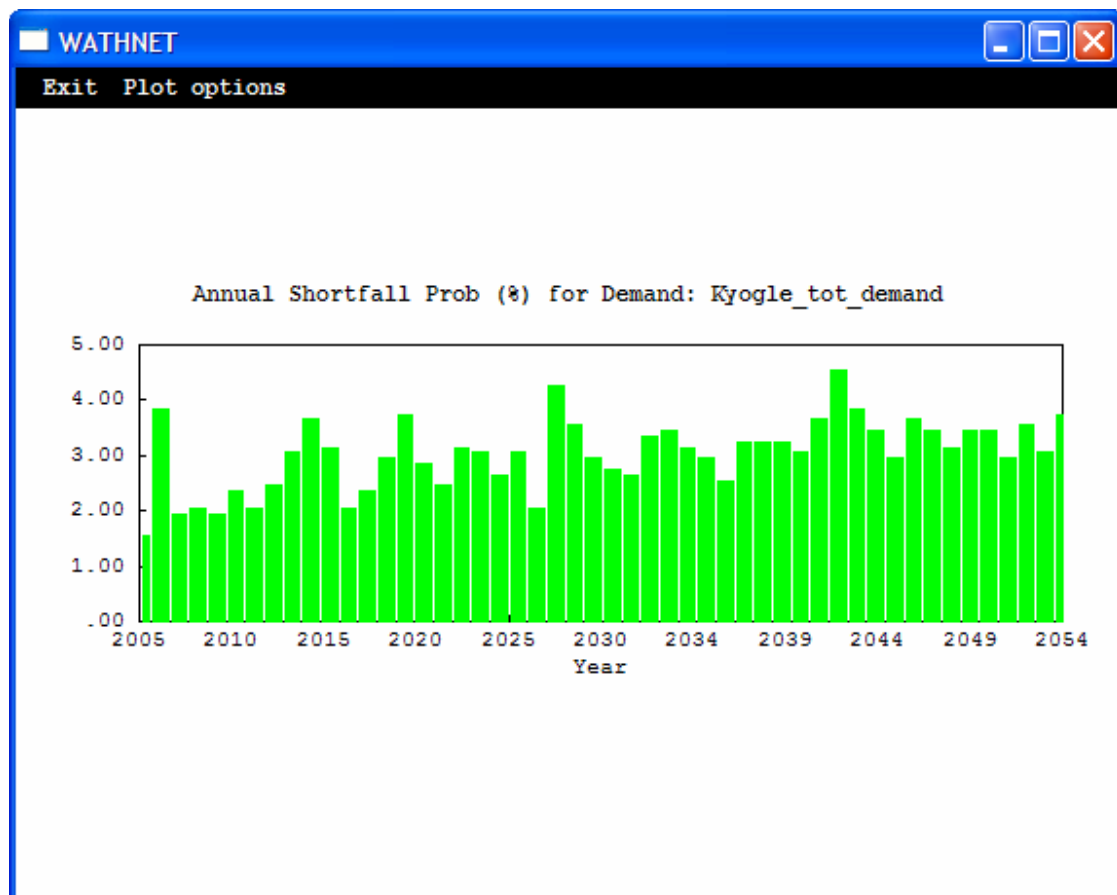 WATHNET
Exit Plot options
Annual Shortfall Prob (%) for Demand: Kyogle_tot_demand
5.00
4.00
3.00
2.00
1.00
.00
2005 2010 2015 2020 2025 2030 2034 2039 2044 2049 2054
Year